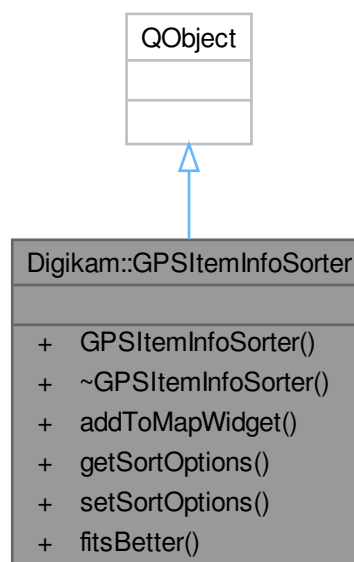 QObject
Digikam::GPSItemInfoSorter
+ GPSItemInfoSorter()
+ ~GPSItemInfoSorter()
+ addToMapWidget()
+ getSortOptions()
+ setSortOptions()
+ fitsBetter()